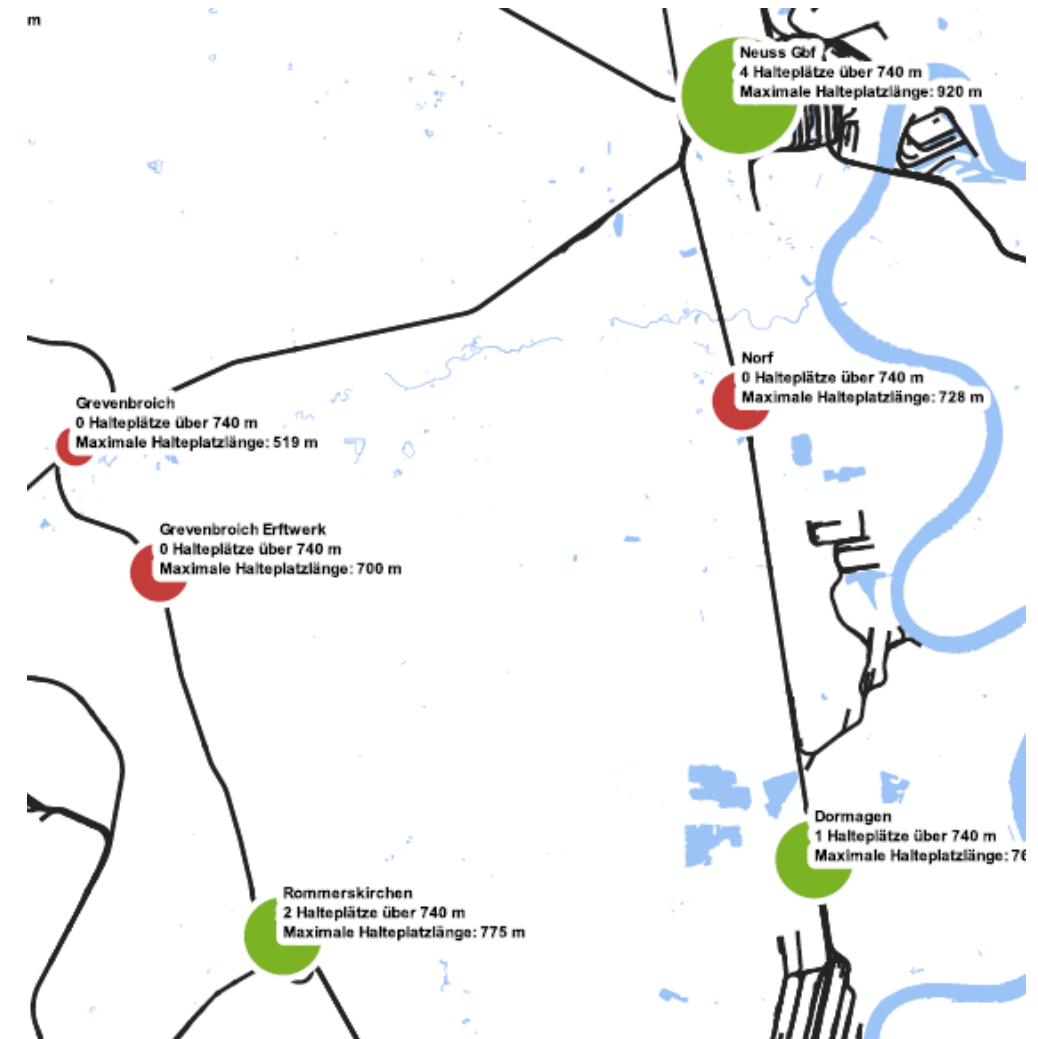 m
Neuss Gbf
4 Halteplätze über 740 m
Maximale Halteplatzlänge: 920 m
Norf
0 Halteplätze über 740 m
Maximale Halteplatzlänge: 728 m
Grevenbroich
0 Halteplätze über 740 m
Maximale Halteplatzlänge: 519 m
Grevenbroich Erftwerk
0 Halteplätze über 740 m
Maximale Halteplatzlänge: 700 m
Dormagen
1 Halteplätze über 740 m
Maximale Halteplatzlänge: 76
Rommerskirchen
2 Halteplätze über 740 m
Maximale Halteplatzlänge: 775 m